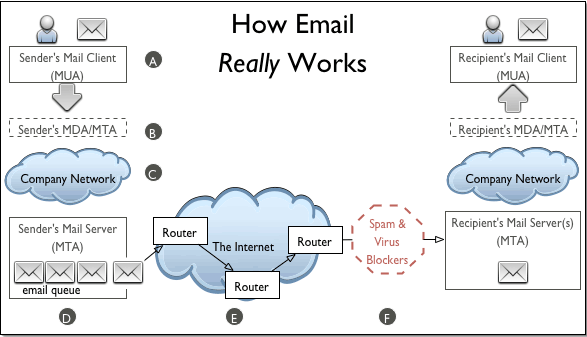 How Email
Really Works
Sender's Mail Client
(MUA)
A
Recipient's Mail Client
(MUA)
Sender's MDA/MTA
B
Recipient's MDA/MTA
Company Network
C
Company Network
Sender's Mail Server
(MTA)
email queue
Router
The Internet
Router
Router
Spam &
Virus
Blockers
Recipient's Mail Server(s)
(MTA)
D
E
F